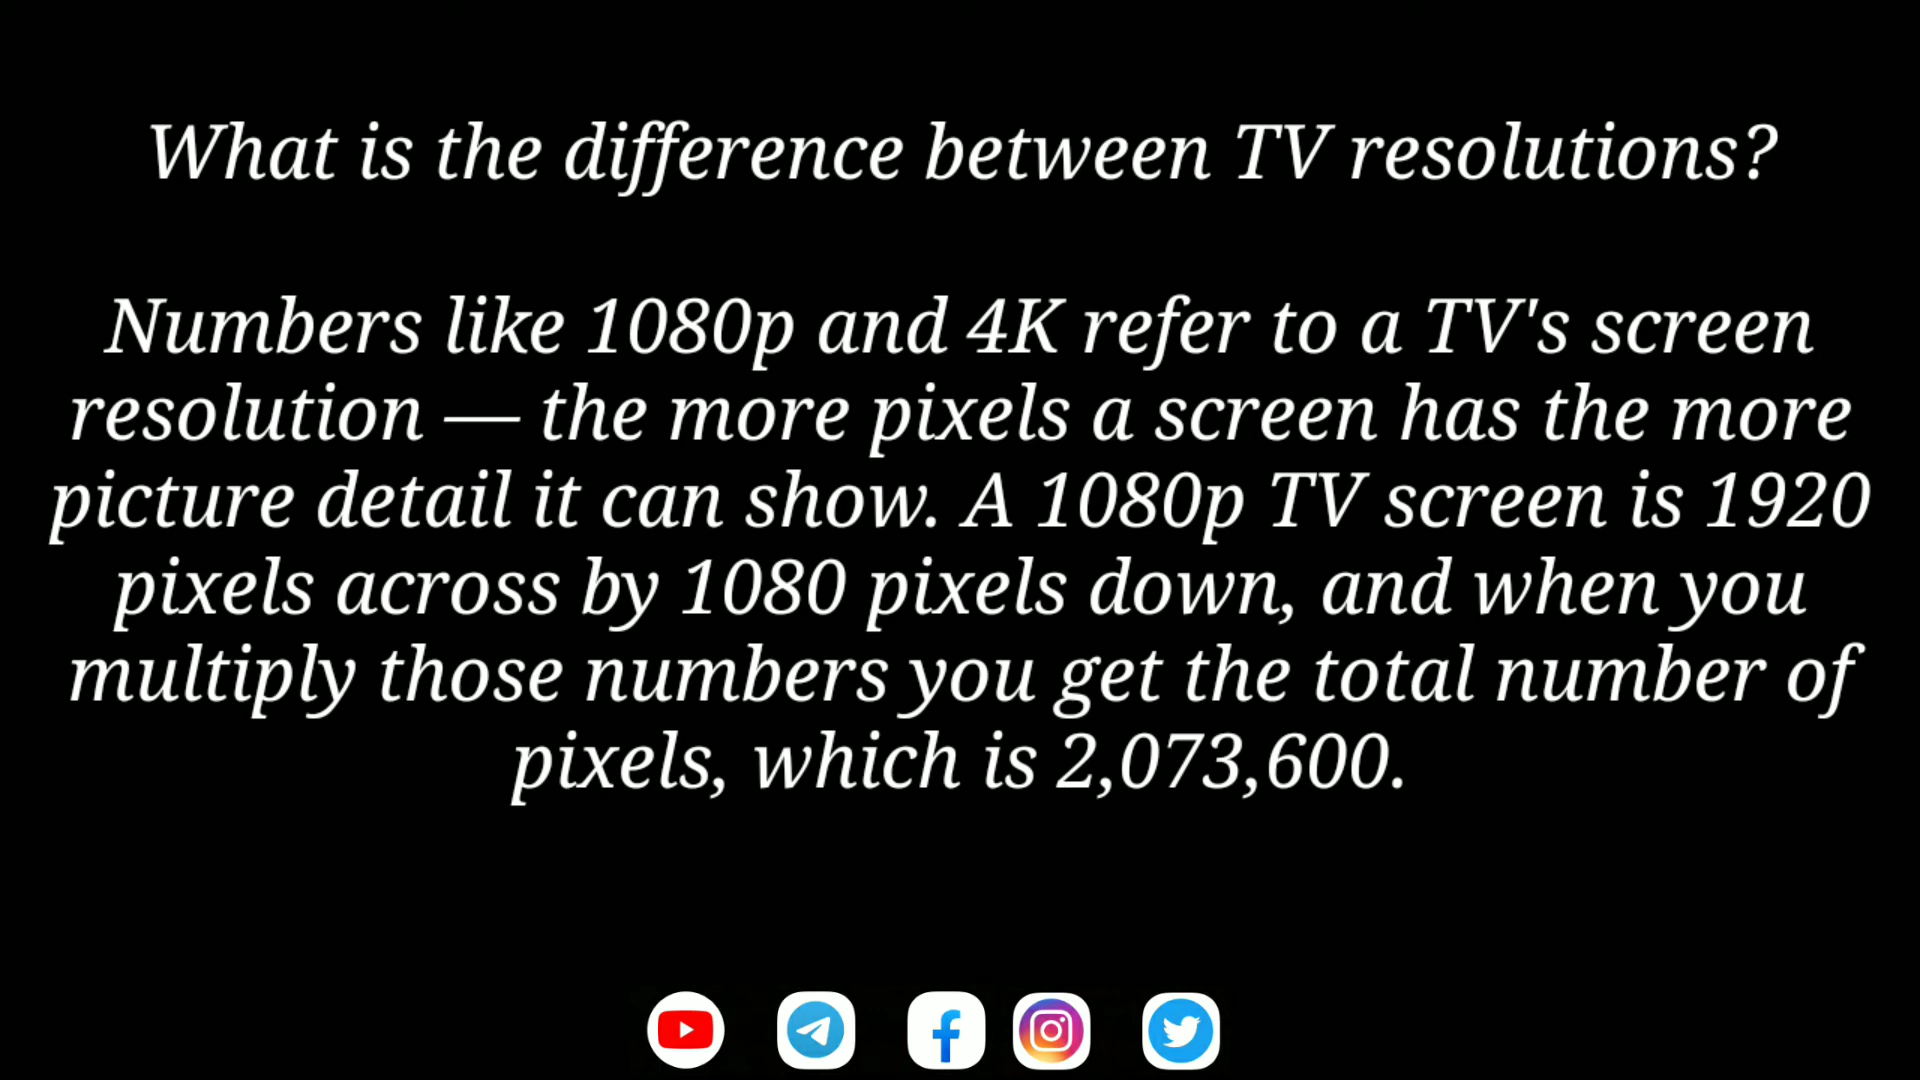 What is the difference between TV resolutions?
Numbers like 1080p and 4K refer to a TV's screen
resolution — the more pixels a screen has the more
picture detail it can show. A 1080p TV screen is 1920
pixels across by 1080 pixels down, and when you
multiply those numbers you get the total number of
pixels, which is 2,073,600.